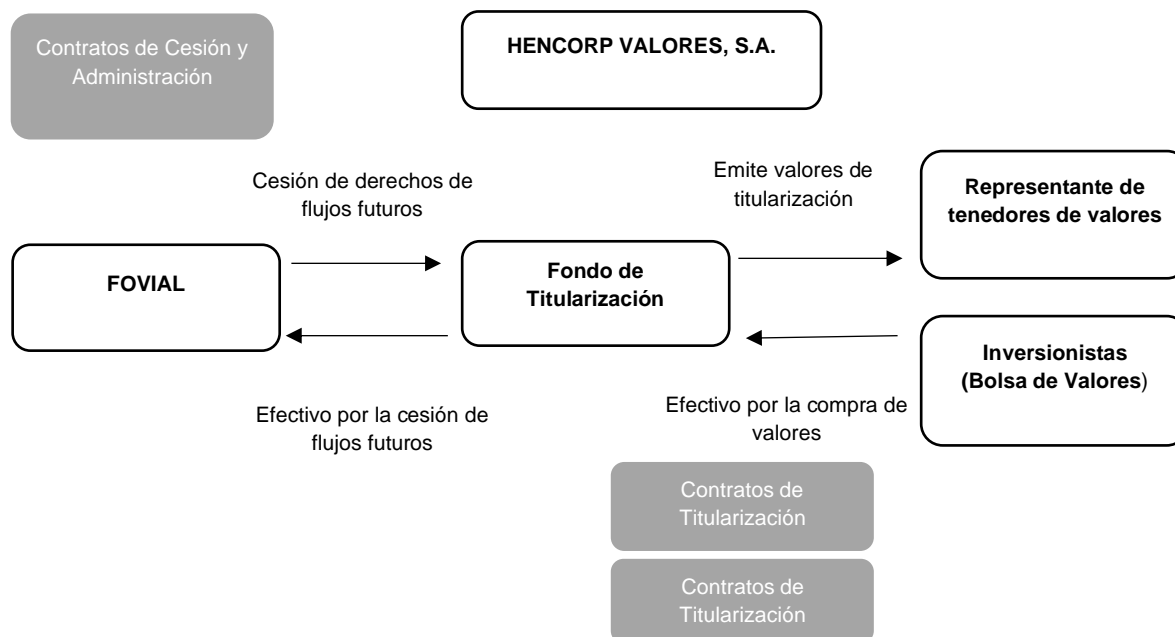 Contratos de Cesión y
Administración
HENCORP VALORES, S.A.
Cesión de derechos de
flujos futuros
Emite valores de
titularización
Representante de
tenedores de valores
FOVIAL
Fondo de
Titularización
Inversionistas
(Bolsa de Valores)
Efectivo por la cesión de
flujos futuros
Efectivo por la compra de
valores
Contratos de
Titularización
Contratos de
Titularización